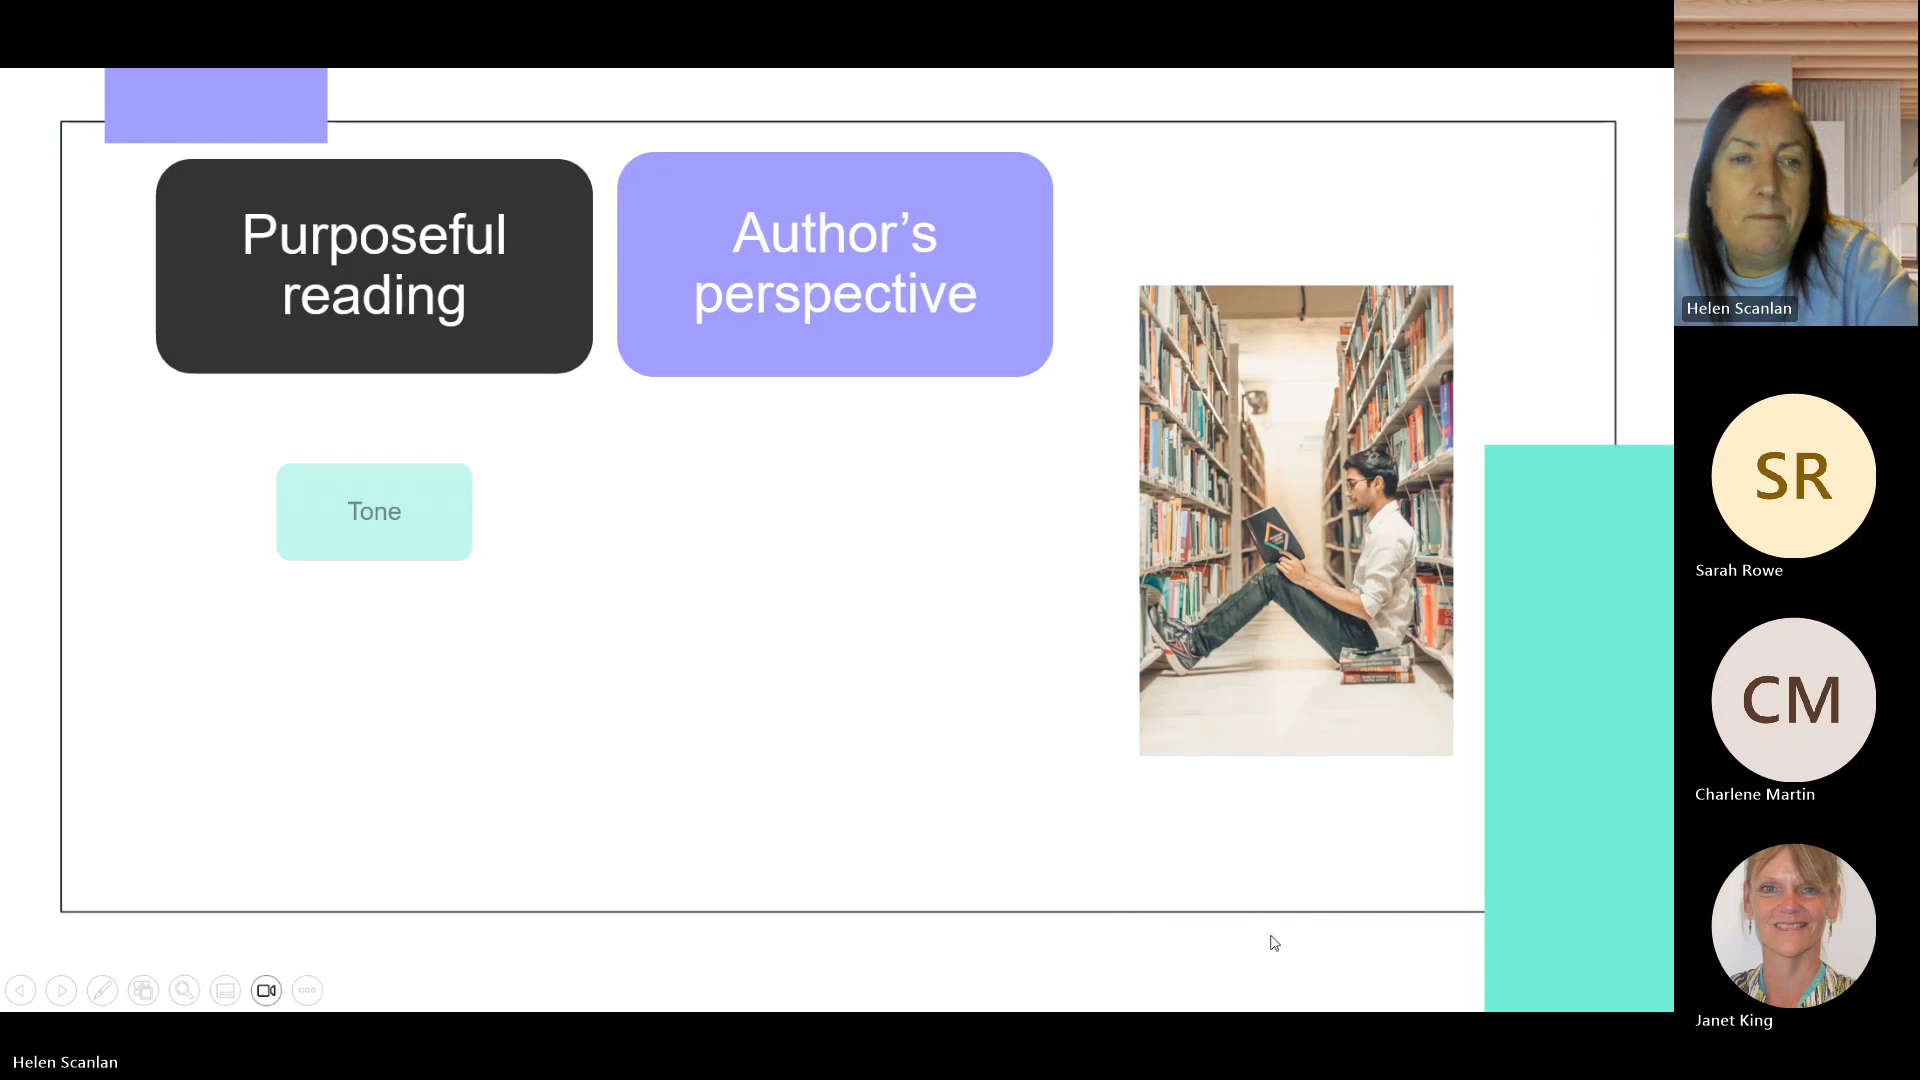 Purposeful
reading
Author’s
perspective
Tone
Helen Scanlan
SR
Sarah Rowe
CM
Charlene Martin
Janet King
Helen Scanlan